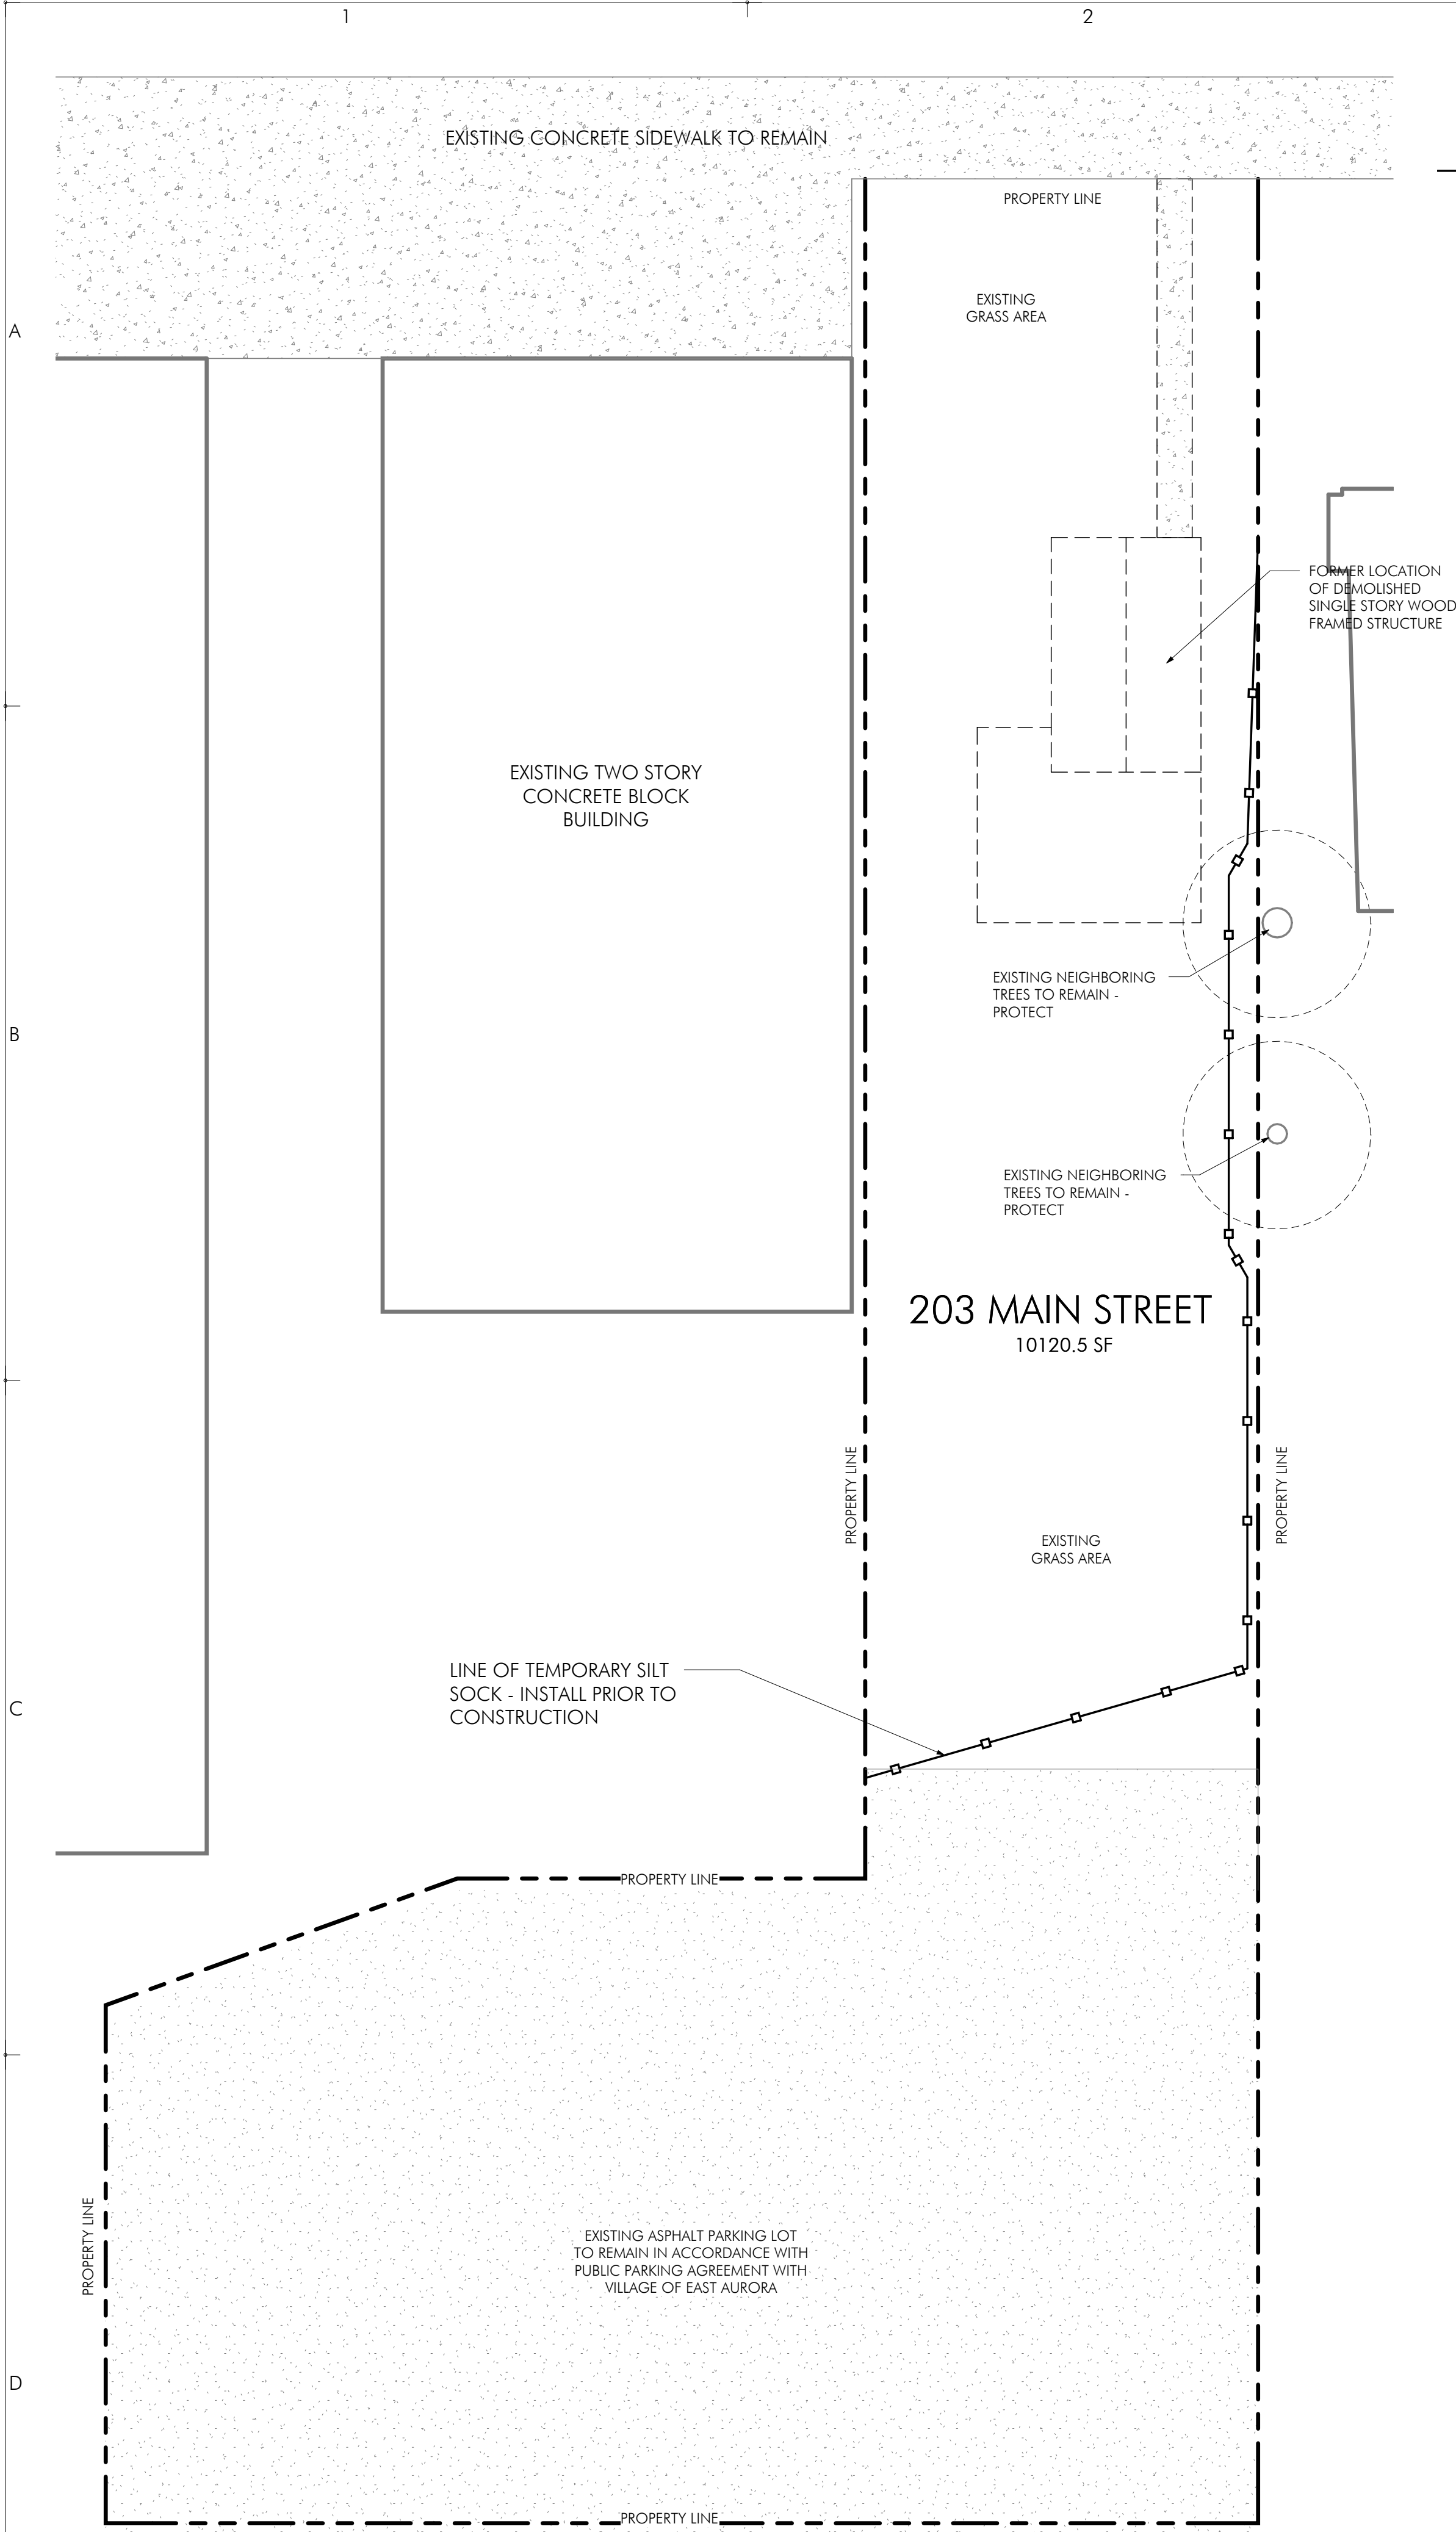 1
2
EXISTING CONCRETE SIDEWALK TO REMAIN
PROPERTY LINE
EXISTING
GRASS AREA
A
FORMER LOCATION
OF DEMOLISHED
SINGLE STORY WOOD
FRAMED STRUCTURE
EXISTING TWO STORY
CONCRETE BLOCK
BUILDING
EXISTING NEIGHBORING
TREES TO REMAIN -
PROTECT
B
EXISTING NEIGHBORING
TREES TO REMAIN -
PROTECT
203 MAIN STREET
10120.5 SF
PROPERTY LINE
PROPERTY LINE
EXISTING
GRASS AREA
LINE OF TEMPORARY SILT
SOCK - INSTALL PRIOR TO
CONSTRUCTION
C
PROPERTY LINE
PROPERTY LINE
EXISTING ASPHALT PARKING LOT
TO REMAIN IN ACCORDANCE WITH
PUBLIC PARKING AGREEMENT WITH
VILLAGE OF EAST AURORA
D
PROPERTY LINE